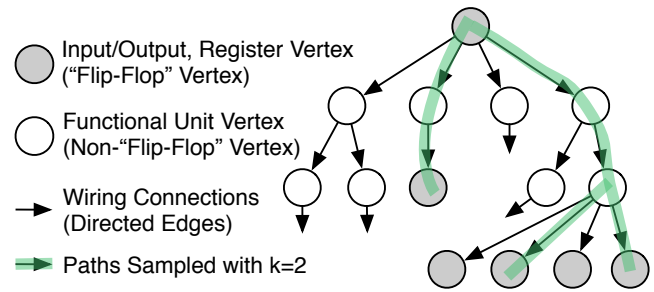 Input/Output, Register Vertex
(“Flip-Flop” Vertex)
Functional Unit Vertex
(Non-“Flip-Flop” Vertex)
Wiring Connections
(Directed Edges)
Paths Sampled with k=2